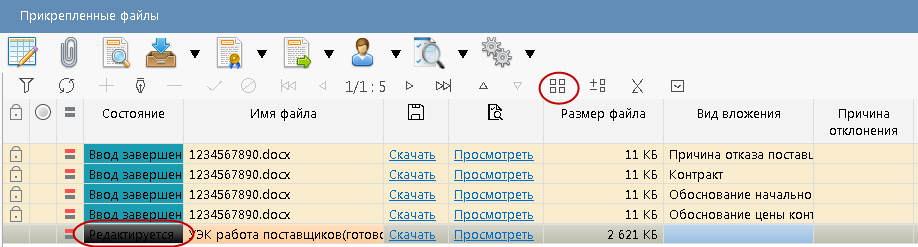 Прикрепленные файлы
1/1 : 5
Состояние Имя файла Размер файла Вид вложения Причина отклонения
Ввод завершен 1234567890.docx Скачать Просмотреть 11 КБ Причина отказа постави
Ввод завершен 1234567890.docx Скачать Просмотреть 11 КБ Контракт
Ввод завершен 1234567890.docx Скачать Просмотреть 11 КБ Обоснование начально
Ввод завершен 1234567890.docx Скачать Просмотреть 11 КБ Обоснование цены конт
Редактируется УЭК работа поставщиков(готово Скачать Просмотреть 2 621 КБ